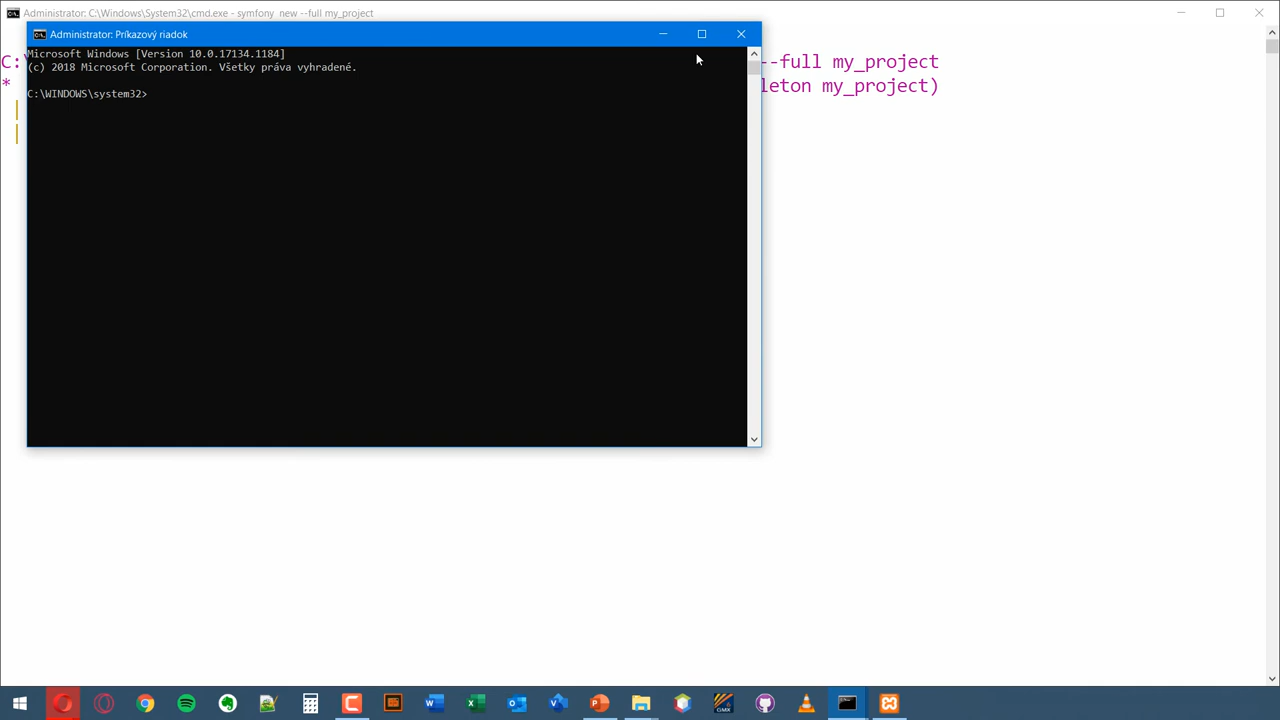 Administrator: C:\Windows\System32\cmd.exe - symfony new --full my_project
Administrator: Príkazový riadok
Microsoft Windows [Version 10.0.17134.1184]
(c) 2018 Microsoft Corporation. Všetky práva vyhradené.
C:\WINDOWS\system32>
C:\
--full my_project
*
leton my_project)
|
|
GMX